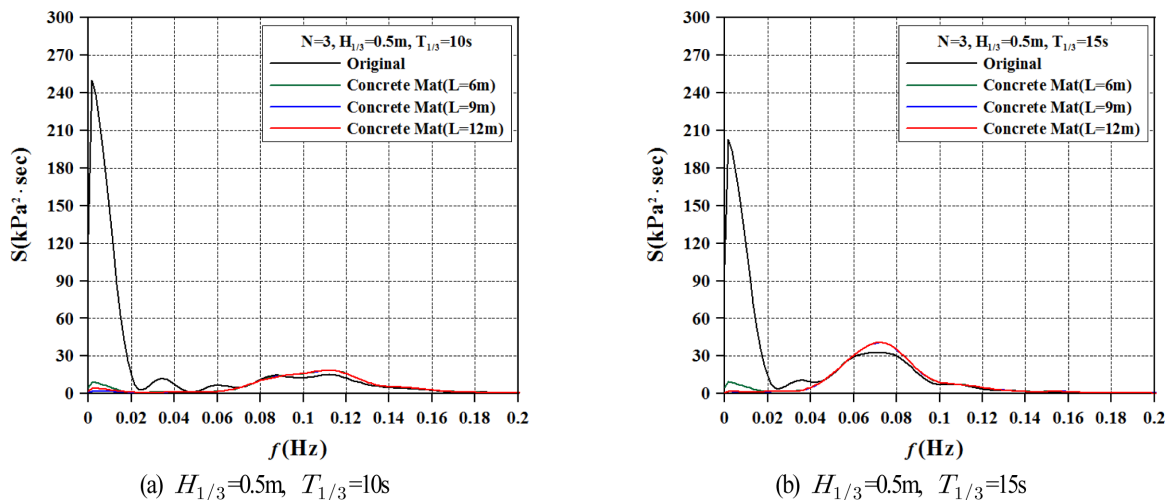 300
270
240
210
180
150
120
90
60
30
0
S(kPa²·sec)
N=3, H1/3=0.5m, T1/3=10s
Original
Concrete Mat(L=6m)
Concrete Mat(L=9m)
Concrete Mat(L=12m)
0 0.02 0.04 0.06 0.08 0.1 0.12 0.14 0.16 0.18 0.2
f(Hz)
(a) H1/3=0.5m, T1/3=10s
300
270
240
210
180
150
120
90
60
30
0
S(kPa²·sec)
N=3, H1/3=0.5m, T1/3=15s
Original
Concrete Mat(L=6m)
Concrete Mat(L=9m)
Concrete Mat(L=12m)
0 0.02 0.04 0.06 0.08 0.1 0.12 0.14 0.16 0.18 0.2
f(Hz)
(b) H1/3=0.5m, T1/3=15s